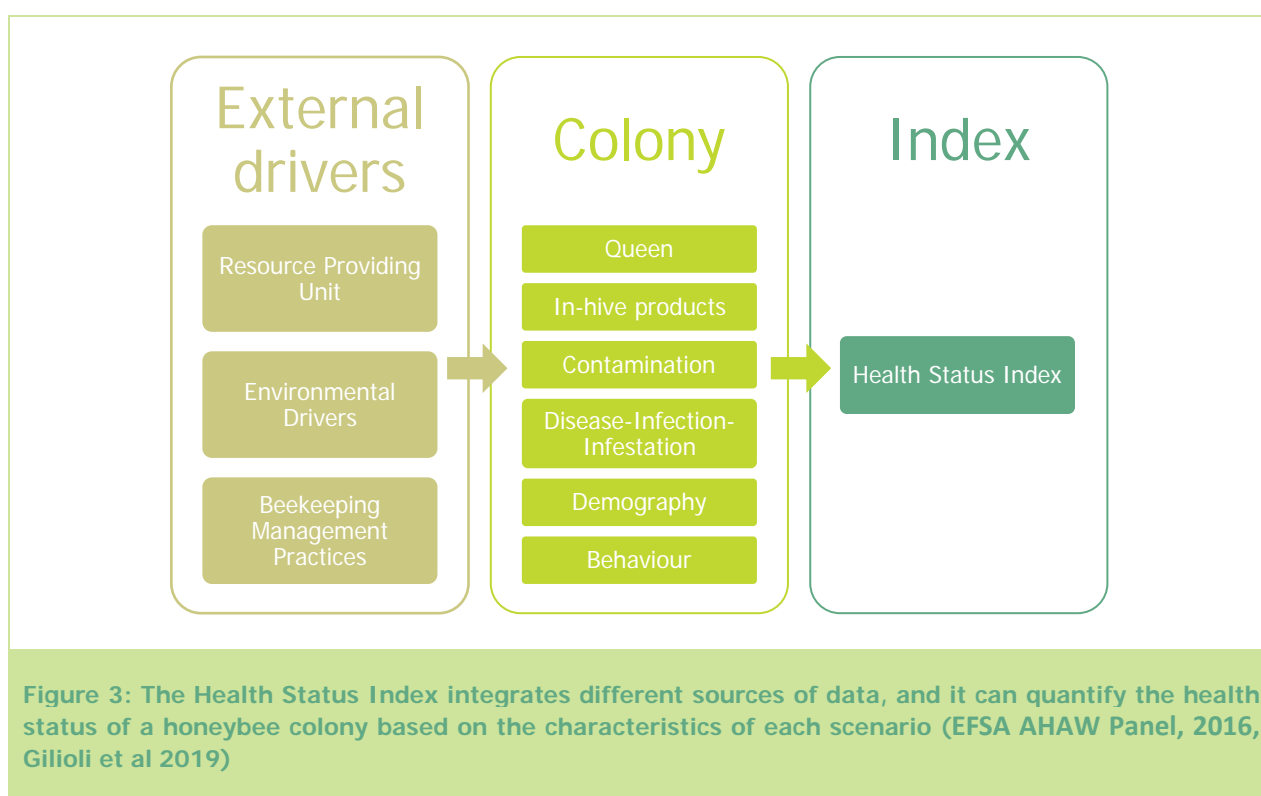 External
drivers
Resource Providing
Unit
Environmental
Drivers
Beekeeping
Management
Practices
Colony
Queen
In-hive products
Contamination
Disease-Infection-
Infestation
Demography
Behaviour
Index
Health Status Index
Figure 3: The Health Status Index integrates different sources of data, and it can quantify the health
status of a honeybee colony based on the characteristics of each scenario (EFSA AHAW Panel, 2016,
Gilioli et al 2019)